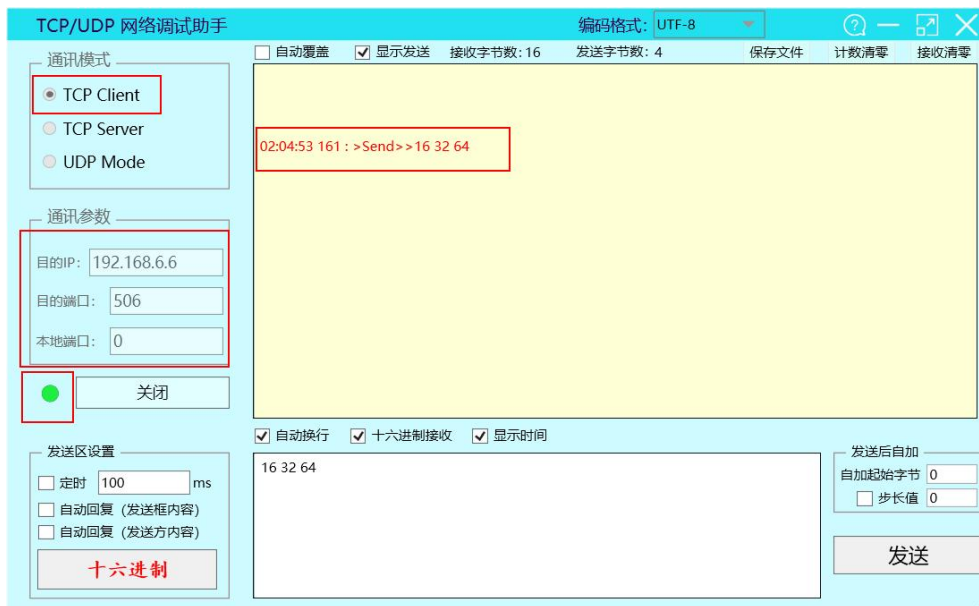 TCP/UDP 网络调试助手 编码格式: UTF-8
通讯模式
TCP Client
TCP Server
UDP Mode
通讯参数
目的IP: 192.168.6.6
目的端口: 506
本地端口: 0
关闭
自动覆盖 显示发送 接收字节数:16 发送字节数: 4 保存文件 计数清零 接收清零
02:04:53 161 : >Send>>16 32 64
自动换行 十六进制接收 显示时间
发送区设置
定时 100 ms
自动回复 (发送框内容)
自动回复 (发送方内容)
十六进制
16 32 64
发送后自加
自加起始字节 0
步长值 0
发送